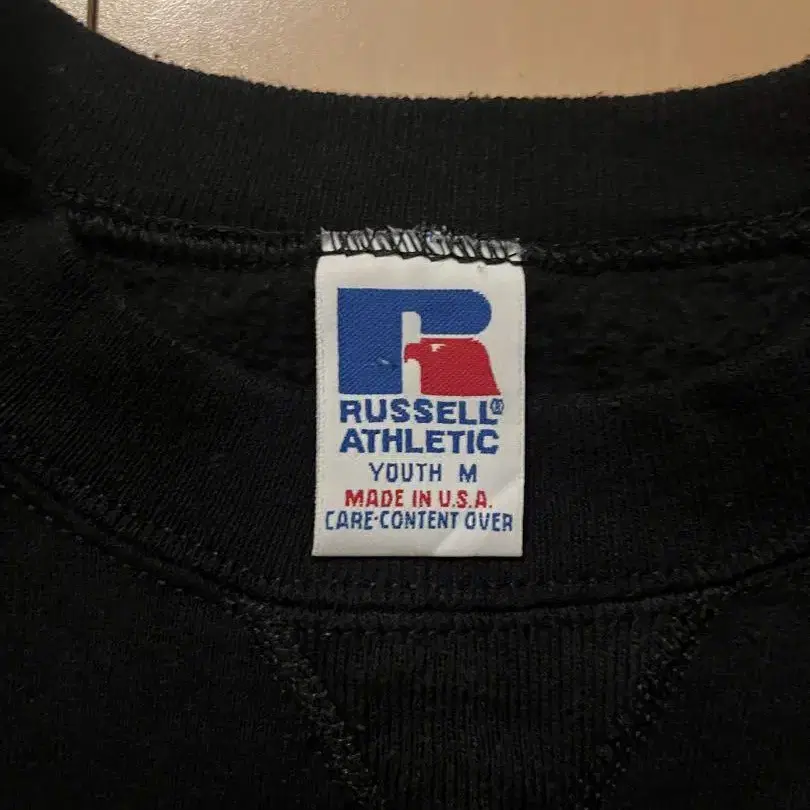 RUSSELL®
ATHLETIC
YOUTH M
MADE IN U.S.A.
CARE-CONTENT OVER